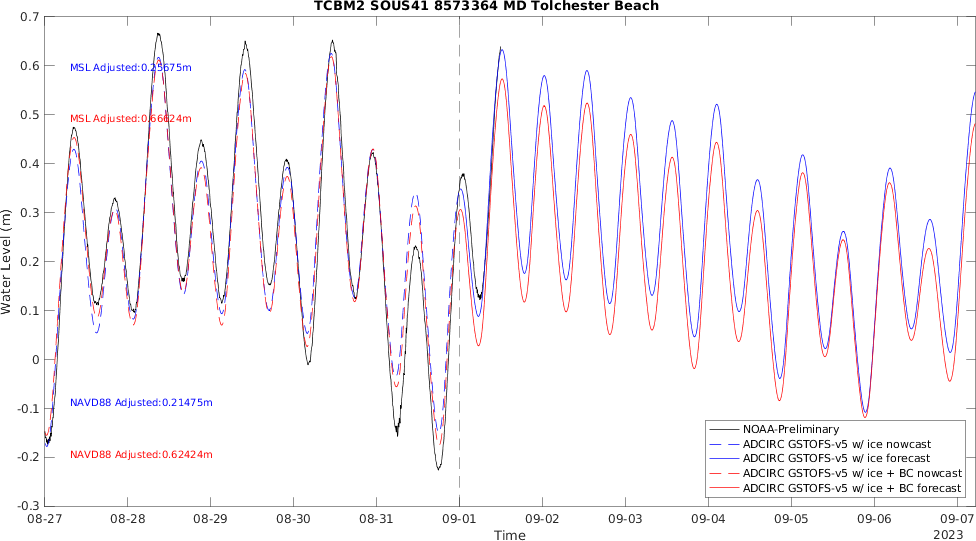 TCBM2 SOUS41 8573364 MD Tolchester Beach
0.7
0.6
0.5
0.4
0.3
0.2
0.1
0
-0.1
-0.2
-0.3
Water Level (m)
MSL Adjusted:0.25675m
MSL Adjusted:0.66624m
NAVD88 Adjusted:0.21475m
NAVD88 Adjusted:0.62424m
NOAA-Preliminary
ADCIRC GSTOFS-v5 w/ ice nowcast
ADCIRC GSTOFS-v5 w/ ice forecast
ADCIRC GSTOFS-v5 w/ ice + BC nowcast
ADCIRC GSTOFS-v5 w/ ice + BC forecast
08-27 08-28 08-29 08-30 08-31 09-01 09-02 09-03 09-04 09-05 09-06 09-07
Time
2023